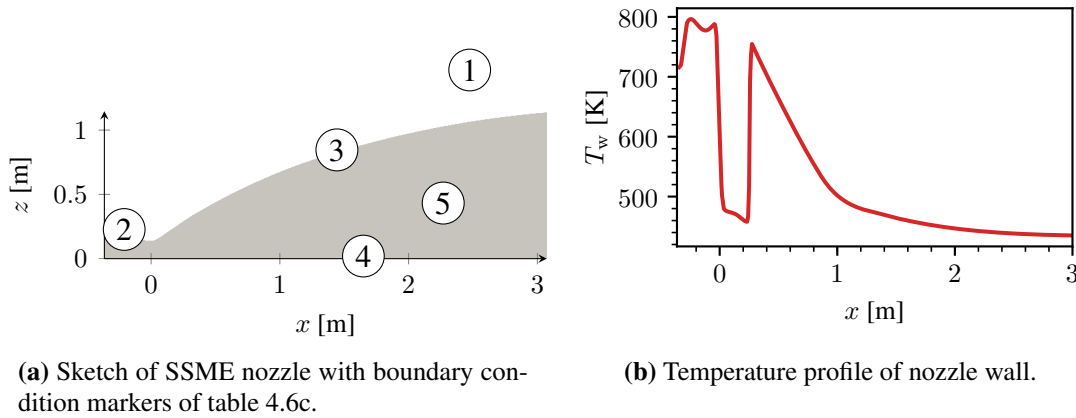 1
2
3
4
5
1
0.5
0
z [m]
0
1
2
3
x [m]
800
700
600
500
T_w [K]
0
1
2
3
x [m]
(a) Sketch of SSME nozzle with boundary con-
dition markers of table 4.6c.
(b) Temperature profile of nozzle wall.